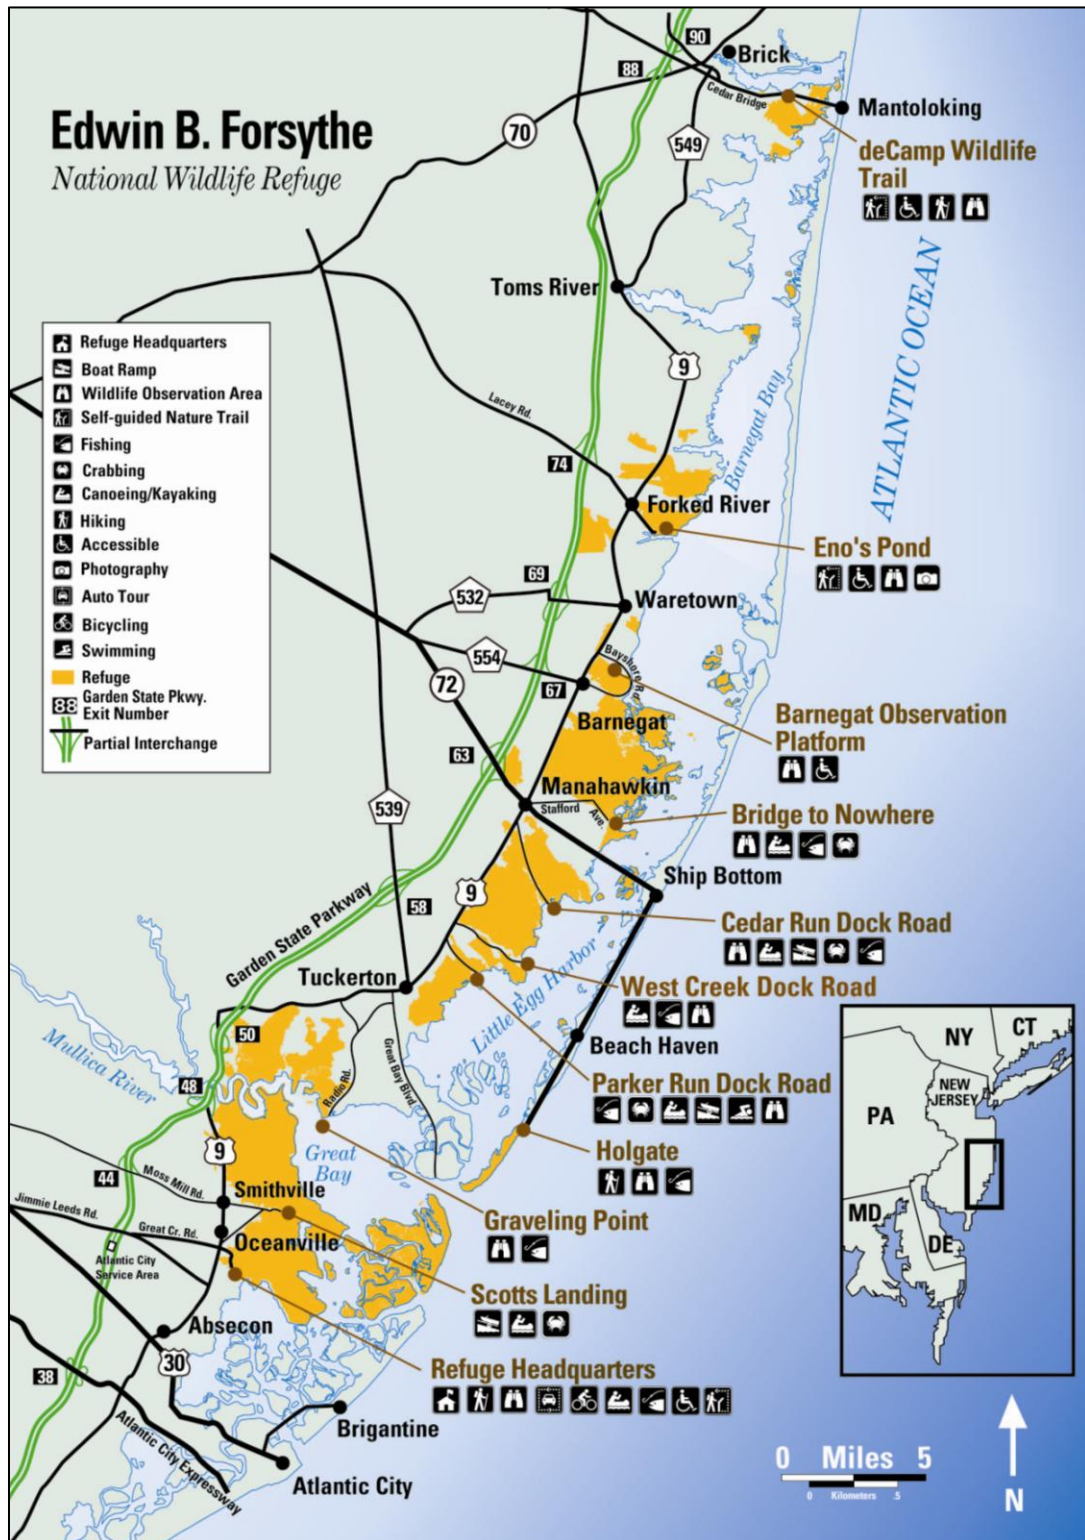 Edwin B. Forsythe
National Wildlife Refuge
90
88
Brick
Cedar Bridge
Mantoloking
70
549
deCamp Wildlife
Trail
Toms River
ATLANTIC OCEAN
9
Barnegat Bay
Refuge Headquarters
Boat Ramp
Wildlife Observation Area
Self-guided Nature Trail
Fishing
Crabbing
Canoeing/Kayaking
Hiking
Accessible
Photography
Auto Tour
Bicycling
Swimming
Refuge
88 Garden State Pkwy.
Exit Number
Partial Interchange
Lacey Rd.
74
Forked River
Eno's Pond
69
532
Waretown
554
Bayshore Rd.
72
67
Barnegat
Barnegat Observation
Platform
63
Manahawkin
Stafford Ave.
539
Bridge to Nowhere
Ship Bottom
9
58
Garden State Parkway
Cedar Run Dock Road
Tuckerton
Little Egg Harbor
West Creek Dock Road
50
Mullica River
Beach Haven
Great Bay Blvd.
Radio Rd.
48
Parker Run Dock Road
9
Great
Bay
Holgate
44
Moss Mill Rd.
Smithville
Jimmie Leeds Rd.
Great Cr. Rd.
Oceanville
Graveling Point
Atlantic City
Service Area
Scotts Landing
Absecon
30
38
Refuge Headquarters
Brigantine
Atlantic City Expressway
Atlantic City
NY
CT
NEW
JERSEY
PA
MD
DE
0 Miles 5
0 Kilometers .5
N